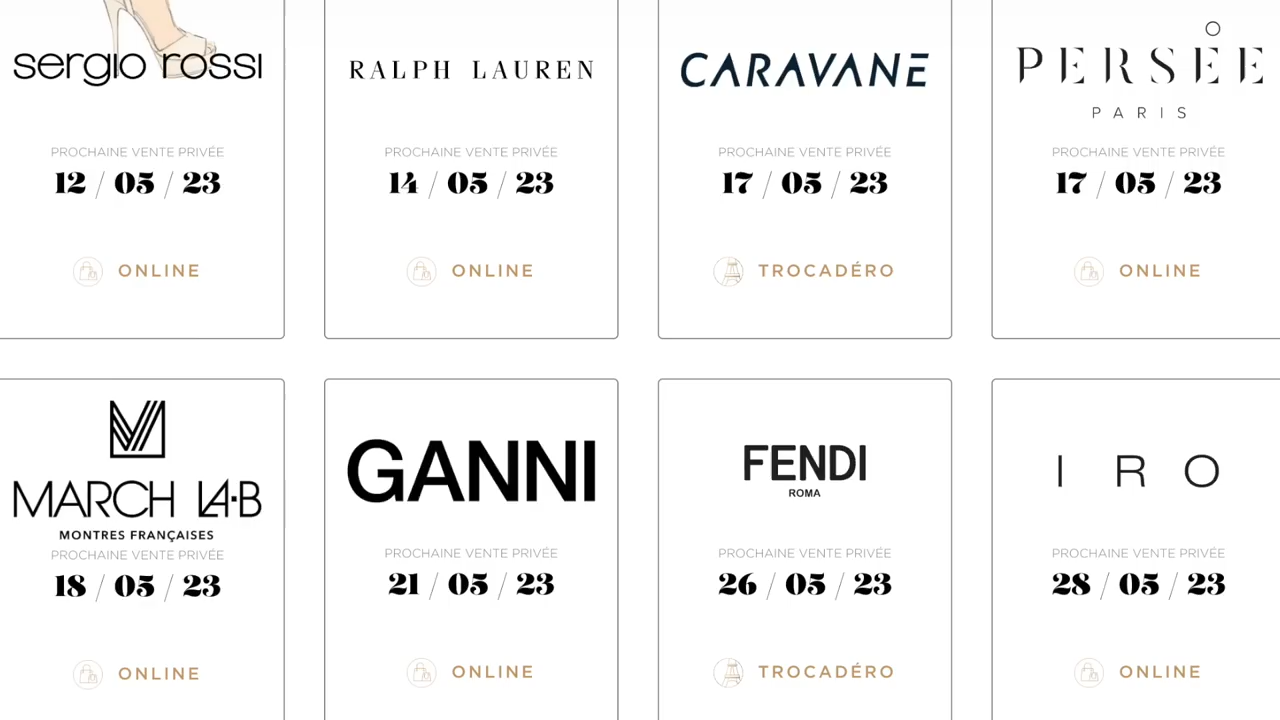 sergio rossi
PROCHAINE VENTE PRIVÉE
12 / 05 / 23
ONLINE
RALPH LAUREN
PROCHAINE VENTE PRIVÉE
14 / 05 / 23
ONLINE
CARAVANE
PROCHAINE VENTE PRIVÉE
17 / 05 / 23
TROCADÉRO
PERSÉE
PARIS
PROCHAINE VENTE PRIVÉE
17 / 05 / 23
ONLINE
MARCH LA·B
MONTRES FRANÇAISES
PROCHAINE VENTE PRIVÉE
18 / 05 / 23
ONLINE
GANNI
PROCHAINE VENTE PRIVÉE
21 / 05 / 23
ONLINE
FENDI
ROMA
PROCHAINE VENTE PRIVÉE
26 / 05 / 23
TROCADÉRO
IRO
PROCHAINE VENTE PRIVÉE
28 / 05 / 23
ONLINE